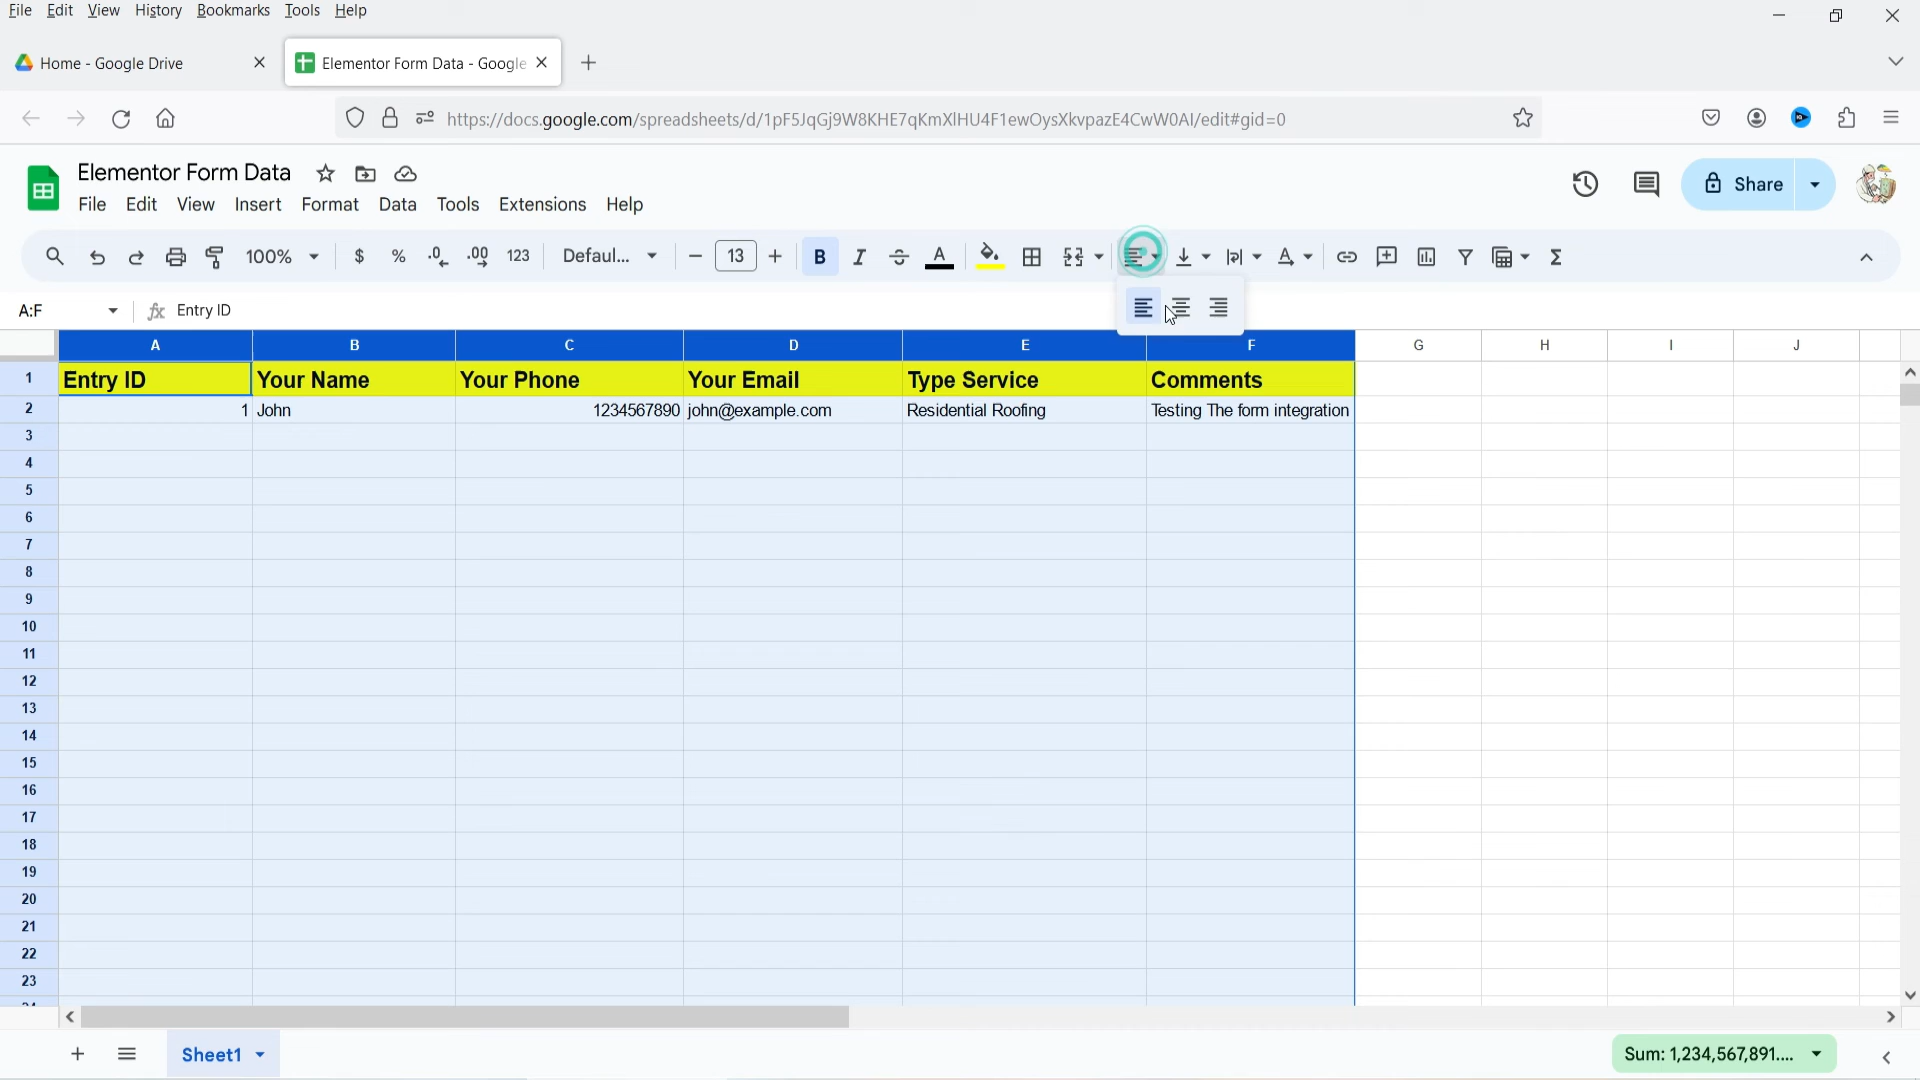 File Edit View History Bookmarks Tools Help
Home - Google Drive Elementor Form Data - Google
https://docs.google.com/spreadsheets/d/1pF5JqGj9W8KHE7qKmXlHU4F1ewOysXkvpazE4CwW0AI/edit#gid=0
Elementor Form Data
File Edit View Insert Format Data Tools Extensions Help
Share
100% $ % .0 .00 123 Defaul... 13 B I A
A:F fx Entry ID
A B C D E F G H I J
1 Entry ID Your Name Your Phone Your Email Type Service Comments
2 1 John 1234567890 john@example.com Residential Roofing Testing The form integration
3
4
5
6
7
8
9
10
11
12
13
14
15
16
17
18
19
20
21
22
23
24
Sheet1 Sum: 1,234,567,891....